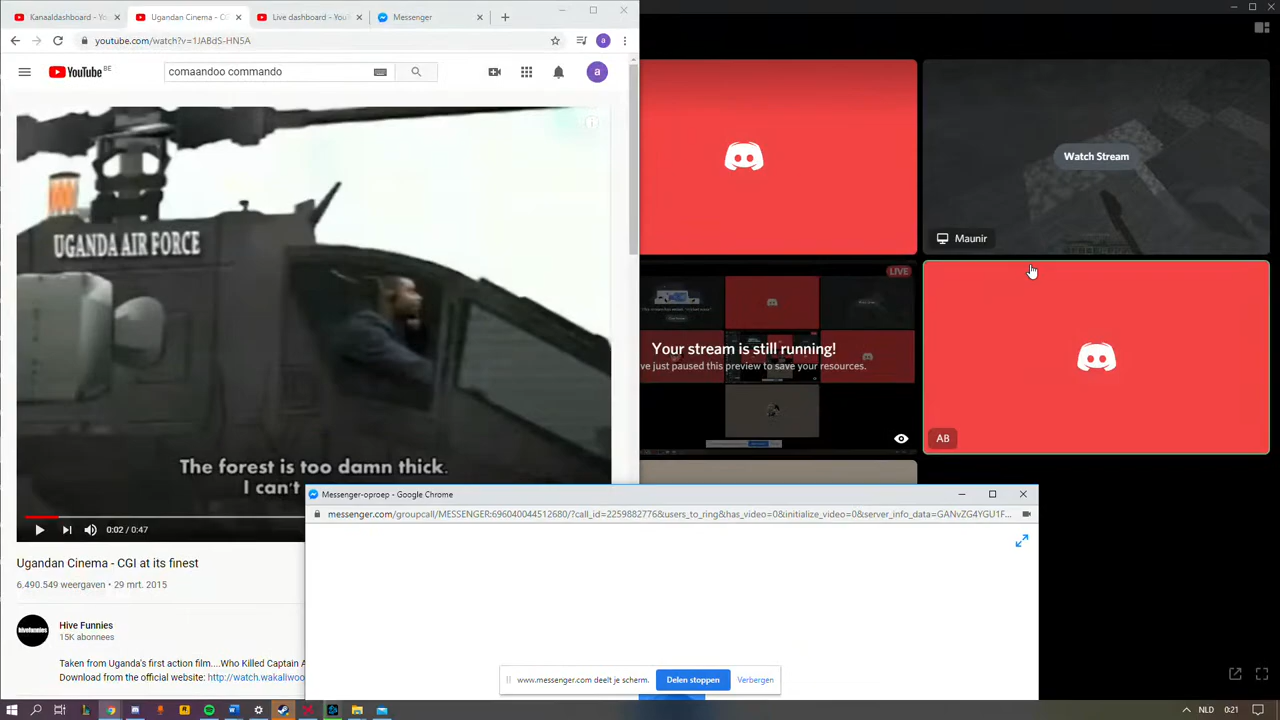 Kanaaldashboard - Yo
Ugandan Cinema - CG
Live dashboard - YouT
Messenger
youtube.com/watch?v=1JABdS-HN5A
a
YouTube BE
comaandoo commando
a
UGANDA AIR FORCE
The forest is too damn thick.
I can't
0:02 / 0:47
Ugandan Cinema - CGI at its finest
6.490.549 weergaven • 29 mrt. 2015
hivefunnies
Hive Funnies
15K abonnees
Taken from Uganda's first action film....Who Killed Captain A
Download from the official website: http://watch.wakaliwoo
Watch Stream
Maunir
LIVE
Your stream is still running!
ve just paused this preview to save your resources.
AB
Messenger-oproep - Google Chrome
messenger.com/groupcall/MESSENGER:696040044512680/?call_id=2259882776&users_to_ring&has_video=0&initialize_video=0&server_info_data=GANvZG4YGU1F...
www.messenger.com deelt je scherm.
Delen stoppen
Verbergen
NLD
0:21